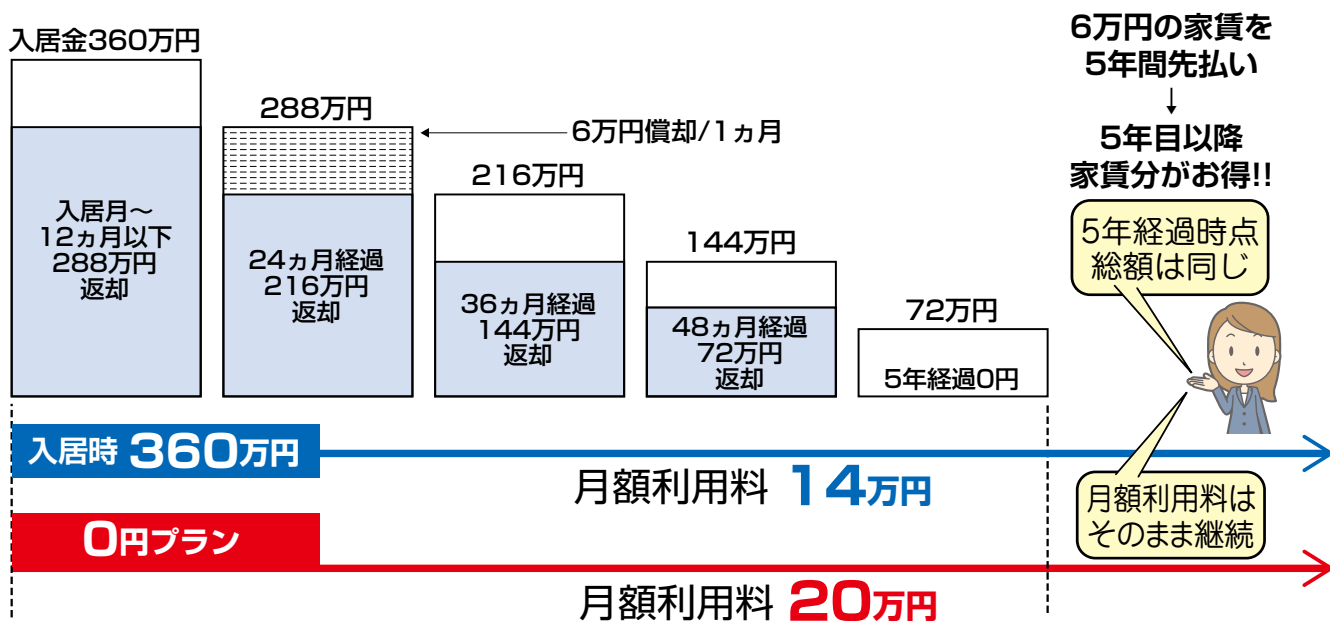 入居金360万円
入居月〜
12ヵ月以下
288万円
返却
288万円
6万円償却/1ヵ月
24ヵ月経過
216万円
返却
216万円
36ヵ月経過
144万円
返却
144万円
48ヵ月経過
72万円
返却
72万円
5年経過0円
6万円の家賃を
5年間先払い
↓
5年目以降
家賃分がお得!!
5年経過時点
総額は同じ
月額利用料は
そのまま継続
入居時 360万円
月額利用料 14万円
0円プラン
月額利用料 20万円